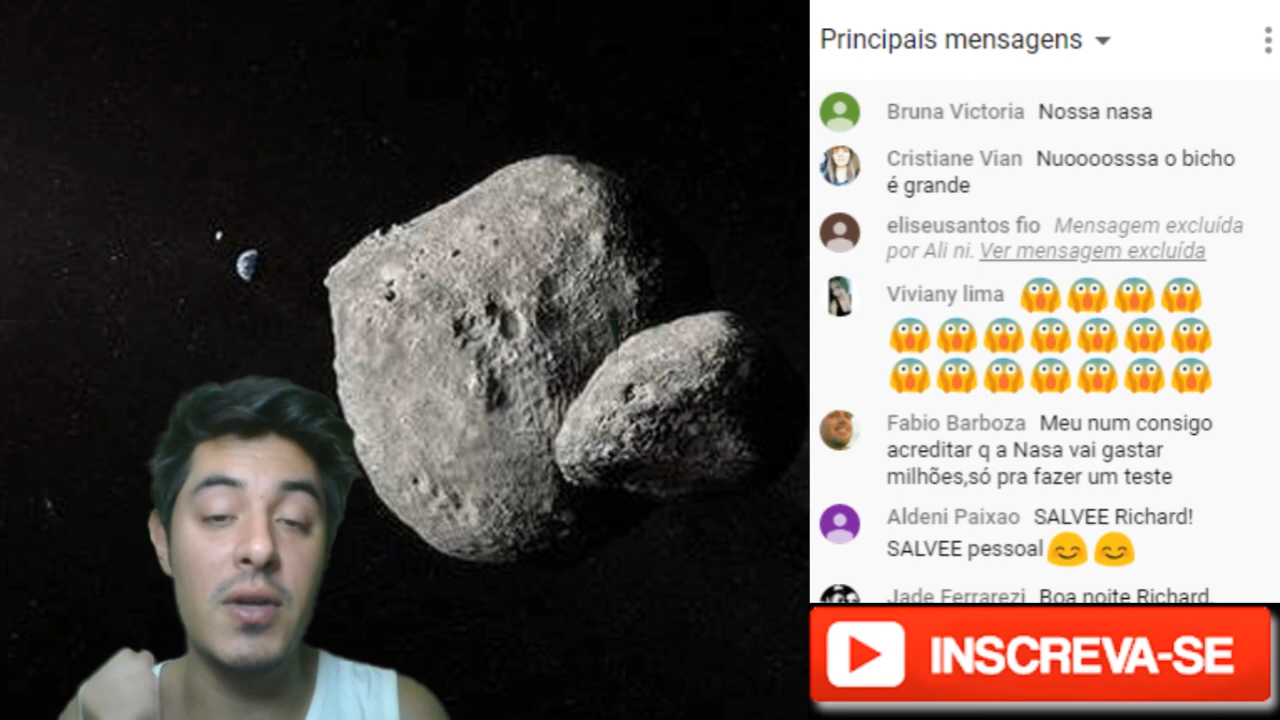 Principais mensagens
Bruna Victoria Nossa nasa
Cristiane Vian Nuoooosssa o bicho
é grande
eliseusantos fio Mensagem excluída
por Ali ni. Ver mensagem excluída
Viviany lima 😱😱😱😱
😱😱😱😱😱😱😱
😱😱😱😱😱😱😱
Fabio Barboza Meu num consigo
acreditar q a Nasa vai gastar
milhões,só pra fazer um teste
Aldeni Paixao SALVEE Richard!
SALVEE pessoal😊😊
Jade Ferrarezi Boa noite Richard,
INSCREVA-SE